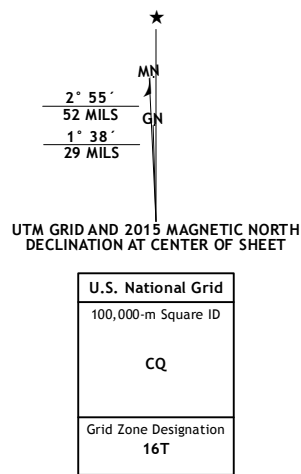 MN
2° 55´
52 MILS
GN
1° 38´
29 MILS
UTM GRID AND 2015 MAGNETIC NORTH
DECLINATION AT CENTER OF SHEET
U.S. National Grid
100,000-m Square ID
CQ
Grid Zone Designation
16T